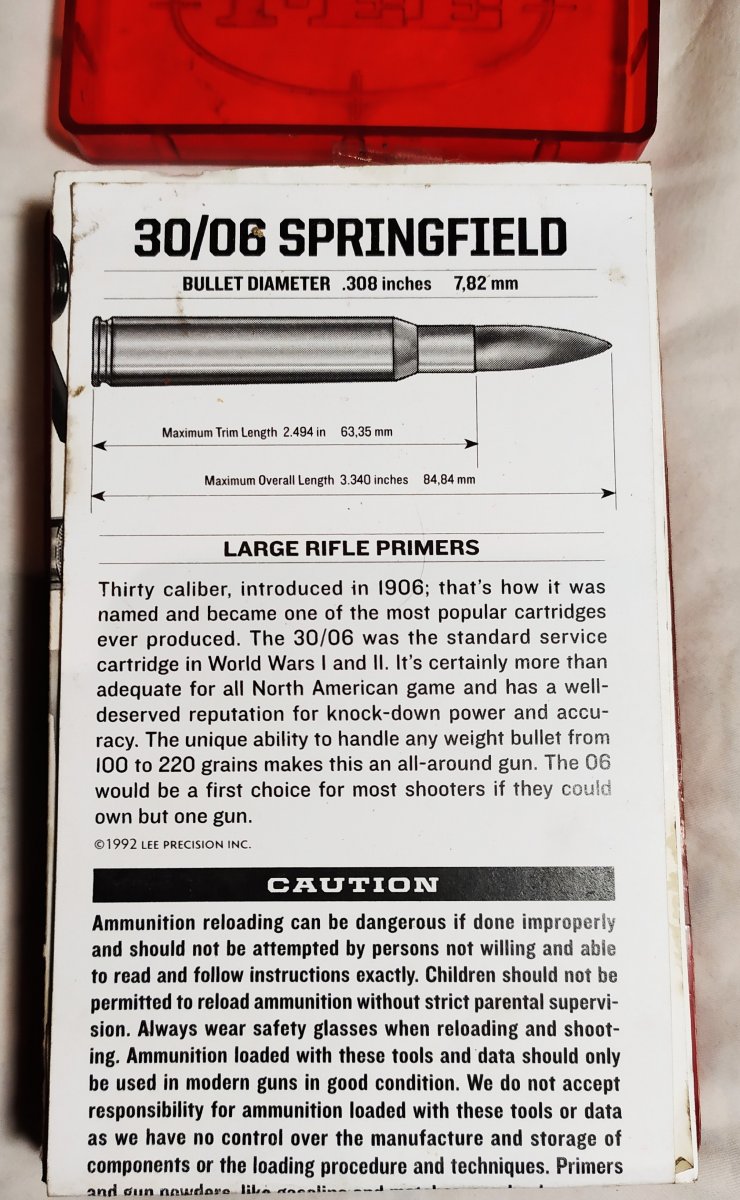 LEE
30/06 SPRINGFIELD
BULLET DIAMETER .308 inches 7,82 mm
Maximum Trim Length 2.494 in 63,35 mm
Maximum Overall Length 3.340 inches 84,84 mm
LARGE RIFLE PRIMERS
Thirty caliber, introduced in 1906; that's how it was
named and became one of the most popular cartridges
ever produced. The 30/06 was the standard service
cartridge in World Wars I and II. It's certainly more than
adequate for all North American game and has a well-
deserved reputation for knock-down power and accu-
racy. The unique ability to handle any weight bullet from
100 to 220 grains makes this an all-around gun. The 06
would be a first choice for most shooters if they could
own but one gun.
©1992 LEE PRECISION INC.
CAUTION
Ammunition reloading can be dangerous if done improperly
and should not be attempted by persons not willing and able
to read and follow instructions exactly. Children should not be
permitted to reload ammunition without strict parental supervi-
sion. Always wear safety glasses when reloading and shoot-
ing. Ammunition loaded with these tools and data should only
be used in modern guns in good condition. We do not accept
responsibility for ammunition loaded with these tools or data
as we have no control over the manufacture and storage of
components or the loading procedure and techniques. Primers
and gun powders, like gasoline and